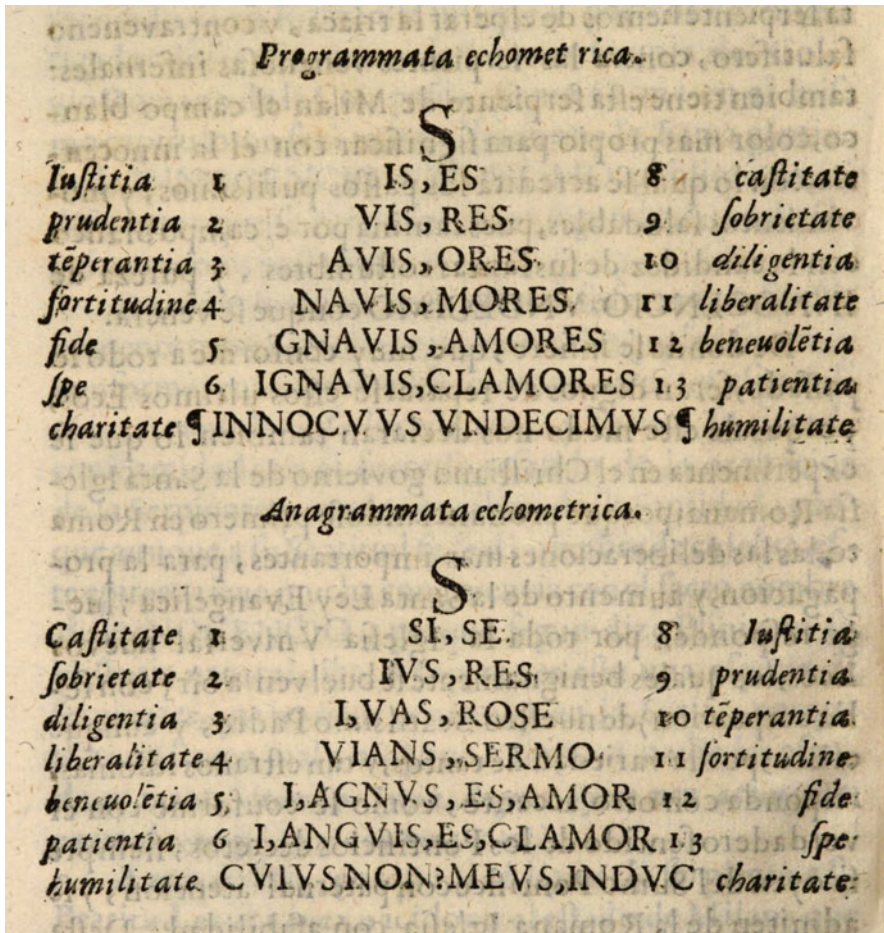 Programmata echomet rica.
S
Iuſtitia 1 IS, ES 8 caſtitate
prudentia 2 VIS, RES 9 ſobrietate
tẽperantia 3 AVIS, ORES 10 diligentia
fortitudine 4 NAVIS, MORES. 11 liberalitate
fide 5 GNAVIS, AMORES 12 beneuolẽtia
ſpe 6 IGNAVIS, CLAMORES 13 patientia
charitate ¶ INNOCVVS VNDECIMVS ¶ humilitate
Anagrammata echometrica.
S
Caſtitate 1 SI, SE. 8 Iuſtitia
ſobrietate 2 IVS, RES 9 prudentia
diligentia 3 I, VAS, ROSE 10 tẽperantia.
liberalitate 4 VIANS, SERMO 11 fortitudine
beneuolẽtia 5 I, AGNVS, ES, AMOR 12 fide
patientia 6 I, ANGVIS, ES, CLAMOR 13 ſpe
humilitate CVIVS NON? MEVS, INDVC charitate